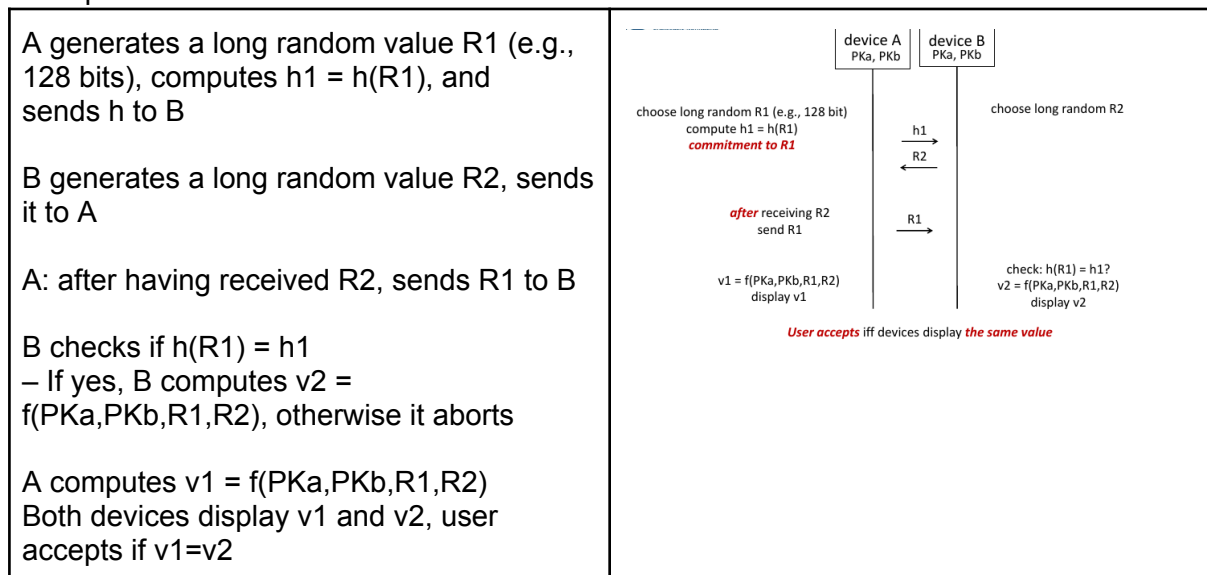 A generates a long random value R1 (e.g.,
128 bits), computes h1 = h(R1), and
sends h to B
B generates a long random value R2, sends
it to A
A: after having received R2, sends R1 to B
B checks if h(R1) = h1
– If yes, B computes v2 =
f(PKa,PKb,R1,R2), otherwise it aborts
A computes v1 = f(PKa,PKb,R1,R2)
Both devices display v1 and v2, user
accepts if v1=v2
device A
PKa, PKb
device B
PKa, PKb
choose long random R1 (e.g., 128 bit)
compute h1 = h(R1)
commitment to R1
choose long random R2
h1
R2
after receiving R2
send R1
R1
v1 = f(PKa,PKb,R1,R2)
display v1
check: h(R1) = h1?
v2 = f(PKa,PKb,R1,R2)
display v2
User accepts iff devices display the same value